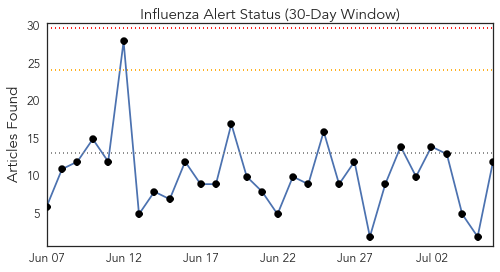 Influenza Alert Status (30-Day Window)
Articles Found
30
25
20
15
10
5
Jun 07
Jun 12
Jun 17
Jun 22
Jun 27
Jul 02